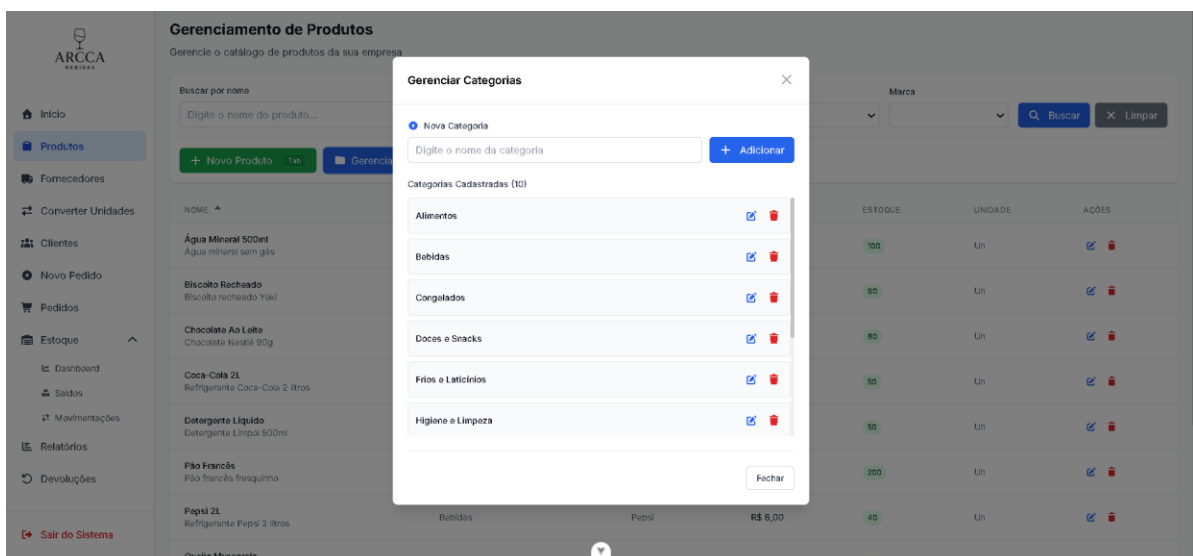 ARCCA
BEBIDAS
Início
Produtos
Fornecedores
Converter Unidades
Clientes
Novo Pedido
Pedidos
Estoque
Dashboard
Saldos
Movimentações
Relatórios
Devoluções
Sair do Sistema
Gerenciamento de Produtos
Gerencie o catálogo de produtos da sua empresa
Buscar por nome
Digite o nome do produto...
Marca
Buscar
Limpar
+ Novo Produto Tab
Gerencia
NOME ESTOQUE UNIDADE AÇÕES
Água Mineral 500ml
Água mineral sem gás
100 Un
Biscoito Recheado
Biscoito recheado Yoki
80 Un
Chocolate Ao Leite
Chocolate Nestlé 90g
60 Un
Coca-Cola 2L
Refrigerante Coca-Cola 2 litros
50 Un
Detergente Líquido
Detergente Limpol 500ml
50 Un
Pão Francês
Pão francês fresquinho
200 Un
Pepsi 2L
Refrigerante Pepsi 2 litros
Bebidas Pepsi R$ 6,00 40 Un
Gerenciar Categorias
Nova Categoria
Digite o nome da categoria
+ Adicionar
Categorias Cadastradas (10)
Alimentos
Bebidas
Congelados
Doces e Snacks
Frios e Laticínios
Higiene e Limpeza
Fechar